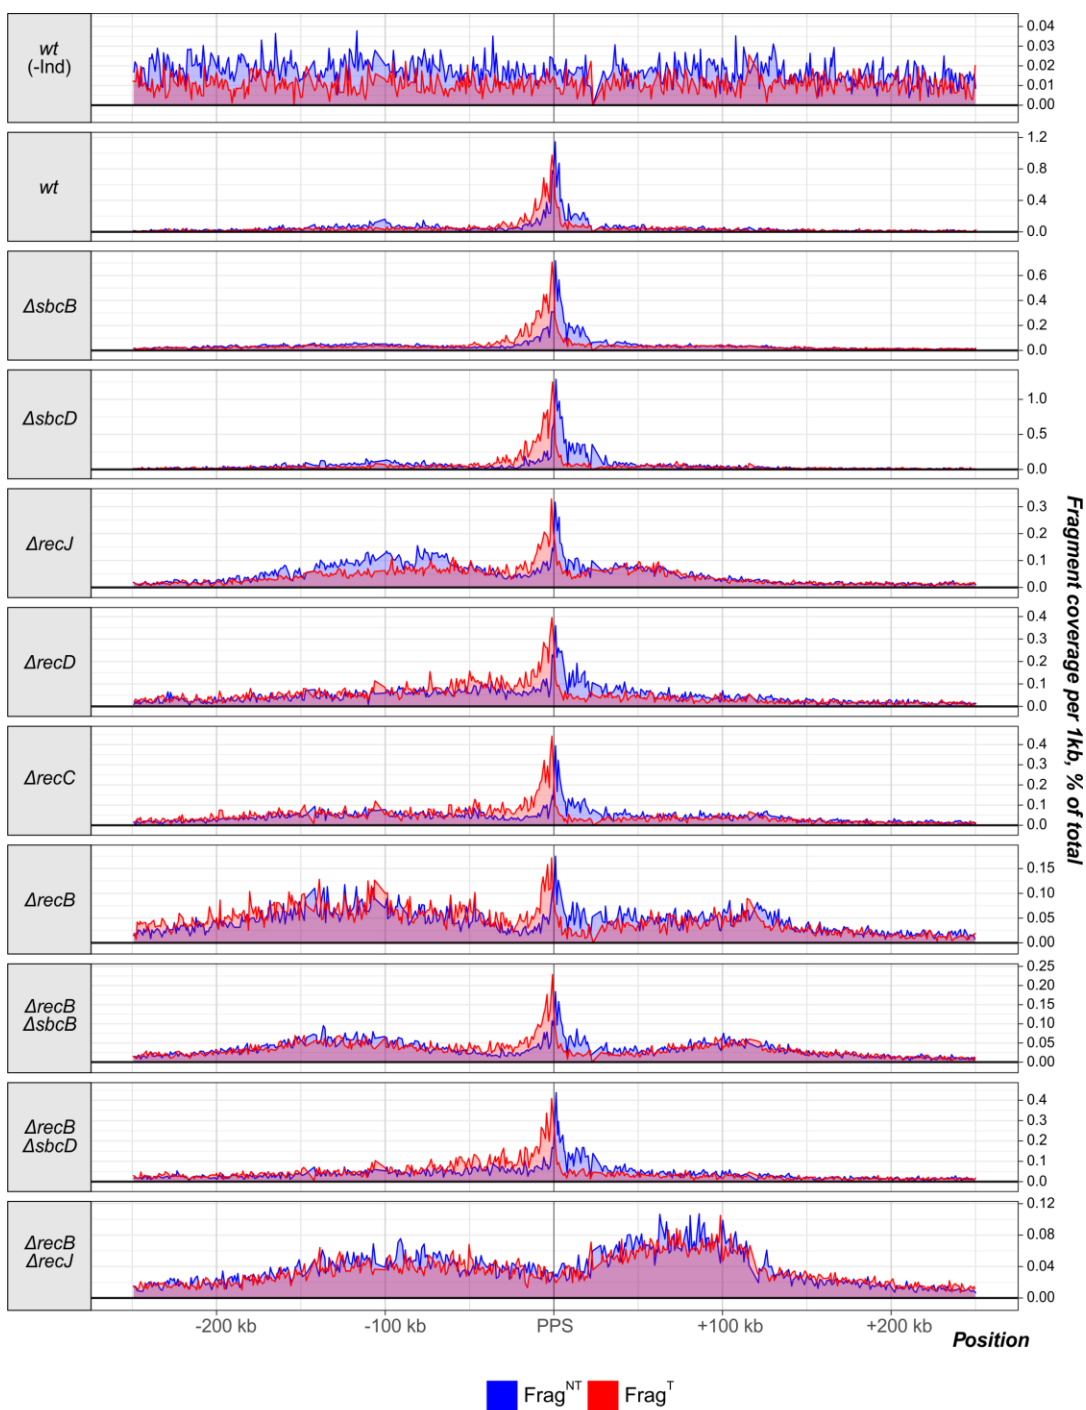 wt
(-Ind)
0.04
0.03
0.02
0.01
0.00
wt
1.2
0.8
0.4
0.0
ΔsbcB
0.6
0.4
0.2
0.0
ΔsbcD
1.0
0.5
0.0
ΔrecJ
0.3
0.2
0.1
0.0
ΔrecD
0.4
0.3
0.2
0.1
0.0
ΔrecC
0.4
0.3
0.2
0.1
0.0
ΔrecB
0.15
0.10
0.05
0.00
ΔrecB
ΔsbcB
0.25
0.20
0.15
0.10
0.05
0.00
ΔrecB
ΔsbcD
0.4
0.3
0.2
0.1
0.0
ΔrecB
ΔrecJ
0.12
0.08
0.04
0.00
Fragment coverage per 1kb, % of total
-200 kb -100 kb PPS +100 kb +200 kb
Position
Frag^NT Frag^T